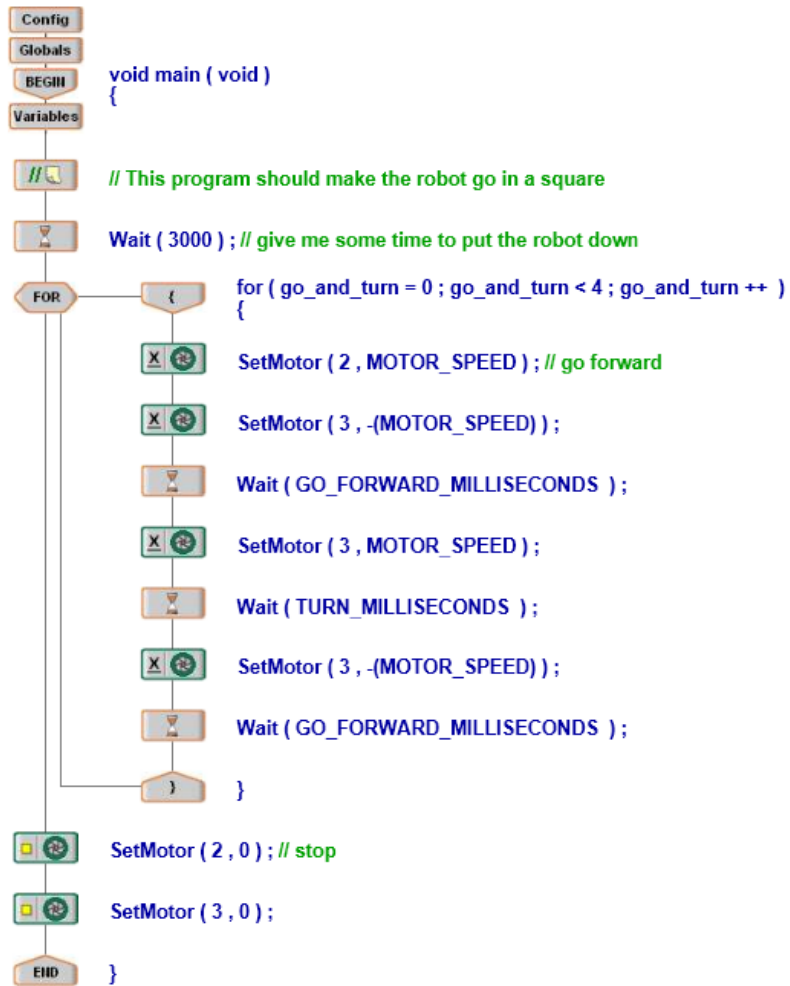 Config
Globals
BEGIN void main ( void )
{
Variables
// // This program should make the robot go in a square
Wait ( 3000 ) ; // give me some time to put the robot down
FOR { for ( go_and_turn = 0 ; go_and_turn < 4 ; go_and_turn ++ )
{
X SetMotor ( 2 , MOTOR_SPEED ) ; // go forward
X SetMotor ( 3 , -(MOTOR_SPEED) ) ;
Wait ( GO_FORWARD_MILLISECONDS ) ;
X SetMotor ( 3 , MOTOR_SPEED ) ;
Wait ( TURN_MILLISECONDS ) ;
X SetMotor ( 3 , -(MOTOR_SPEED) ) ;
Wait ( GO_FORWARD_MILLISECONDS ) ;
} }
SetMotor ( 2 , 0 ) ; // stop
SetMotor ( 3 , 0 ) ;
END }